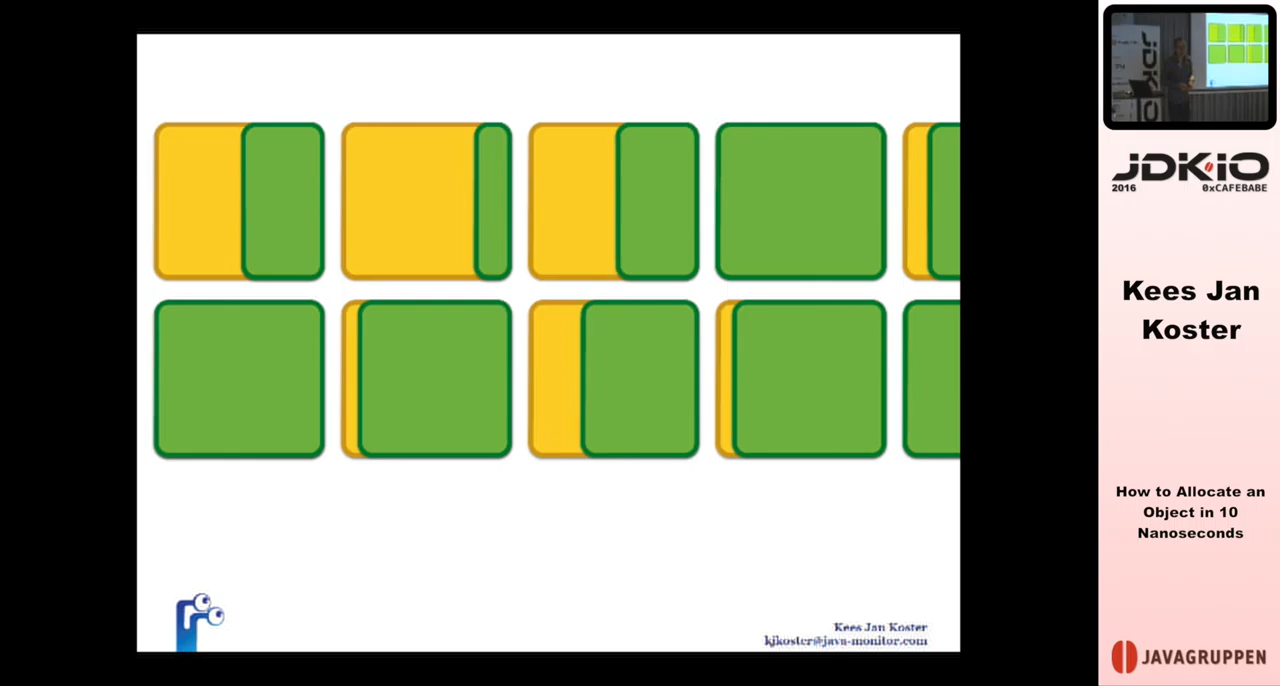 Kees Jan Koster
kjkoster@java-monitor.com
JDK.IO
2016 0xCAFEBABE
Kees Jan
Koster
How to Allocate an
Object in 10
Nanoseconds
JAVAGRUPPEN